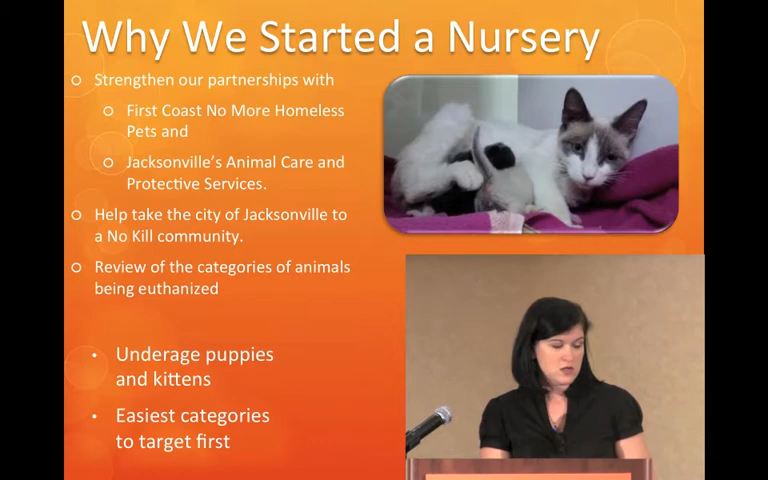 Why We Started a Nursery
Strengthen our partnerships with
First Coast No More Homeless
Pets and
Jacksonville's Animal Care and
Protective Services.
Help take the city of Jacksonville to
a No Kill community.
Review of the categories of animals
being euthanized
Underage puppies
and kittens
Easiest categories
to target first